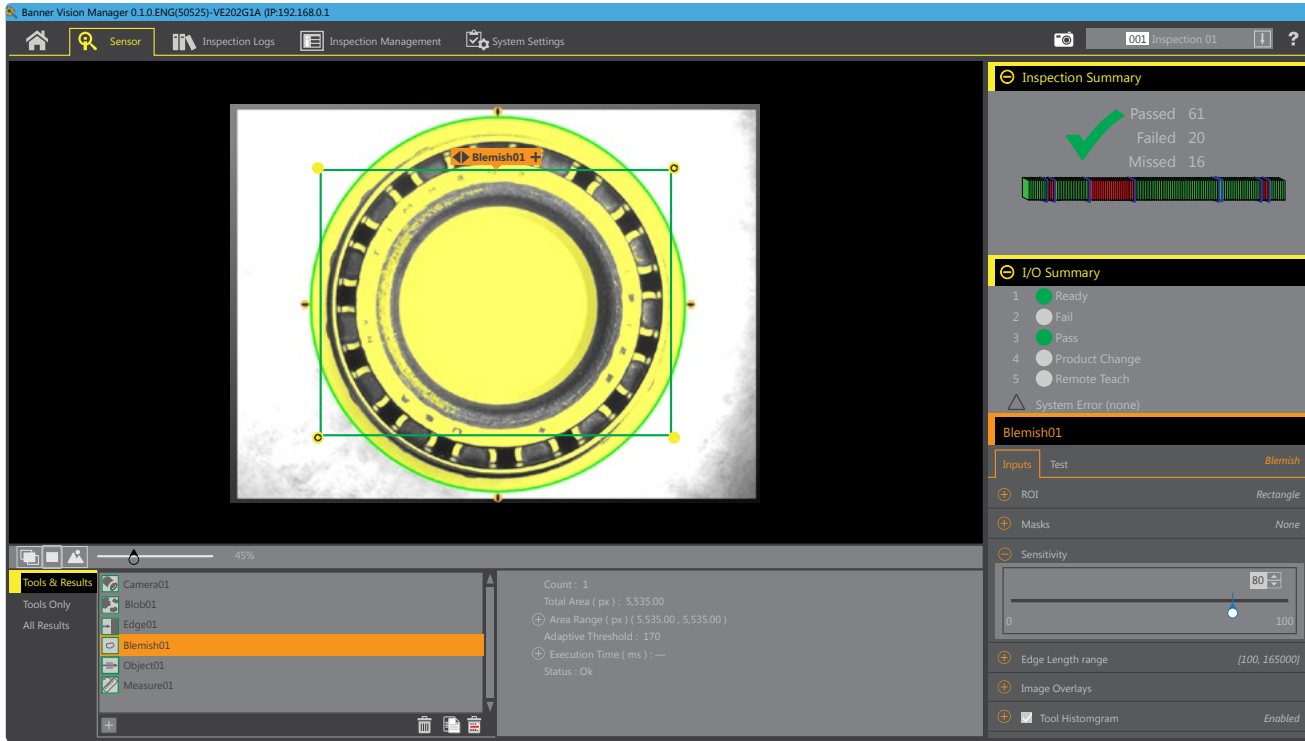 Banner Vision Manager 0.1.0.ENG(50525)-VE202G1A (IP:192.168.0.1
Sensor
Inspection Logs
Inspection Management
System Settings
001 Inspection 01
?
Inspection Summary
Passed 61
Failed 20
Missed 16
Blemish01
I/O Summary
1 Ready
2 Fail
3 Pass
4 Product Change
5 Remote Teach
System Error (none)
Blemish01
Inputs Test Blemish
ROI Rectangle
Masks None
Sensitivity
80
0 100
Edge Length range [100, 165000]
Image Overlays
Tool Histomgram Enabled
45%
Tools & Results
Tools Only
All Results
Camera01
Blob01
Edge01
Blemish01
Object01
Measure01
Count : 1
Total Area ( px ) : 5,535.00
Area Range ( px ) ( 5,535.00 , 5,535.00 )
Adaptive Threshold : 170
Execution Time ( ms ) : —
Status : Ok